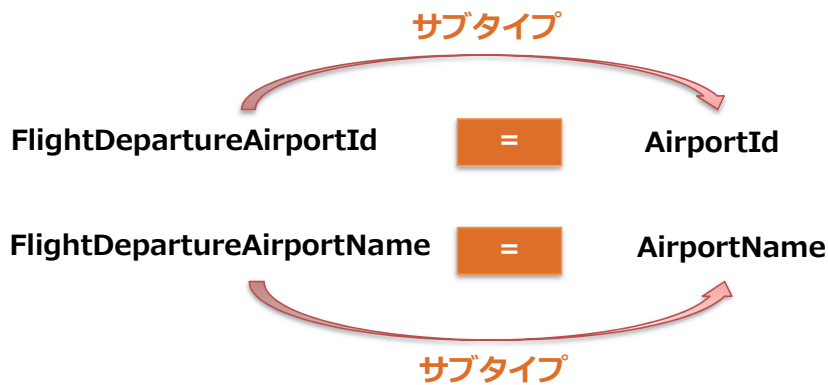 サブタイプ
FlightDepartureAirportId = AirportId
FlightDepartureAirportName = AirportName
サブタイプ